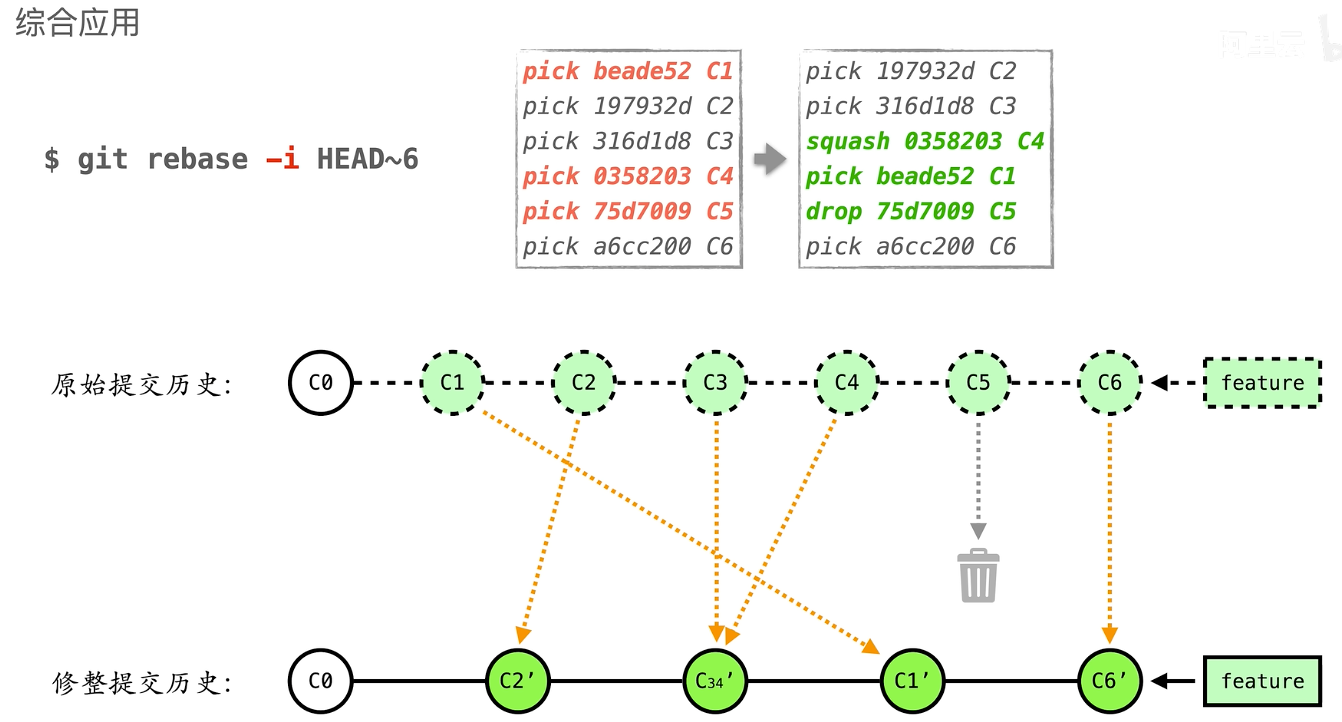 综合应用
$ git rebase –i HEAD~6
pick beade52 C1
pick 197932d C2
pick 316d1d8 C3
pick 0358203 C4
pick 75d7009 C5
pick a6cc200 C6
pick 197932d C2
pick 316d1d8 C3
squash 0358203 C4
pick beade52 C1
drop 75d7009 C5
pick a6cc200 C6
原始提交历史:
C0
C1
C2
C3
C4
C5
C6
feature
修整提交历史:
C0
C2’
C34’
C1’
C6’
feature